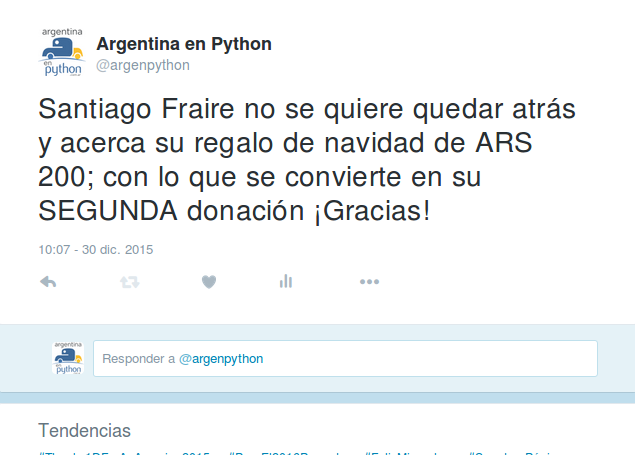 argentina
en
python
Argentina en Python
@argenpython
Santiago Fraire no se quiere quedar atrás
y acerca su regalo de navidad de ARS
200; con lo que se convierte en su
SEGUNDA donación ¡Gracias!
10:07 - 30 dic. 2015
argentina
en
python
Responder a @argenpython
Tendencias